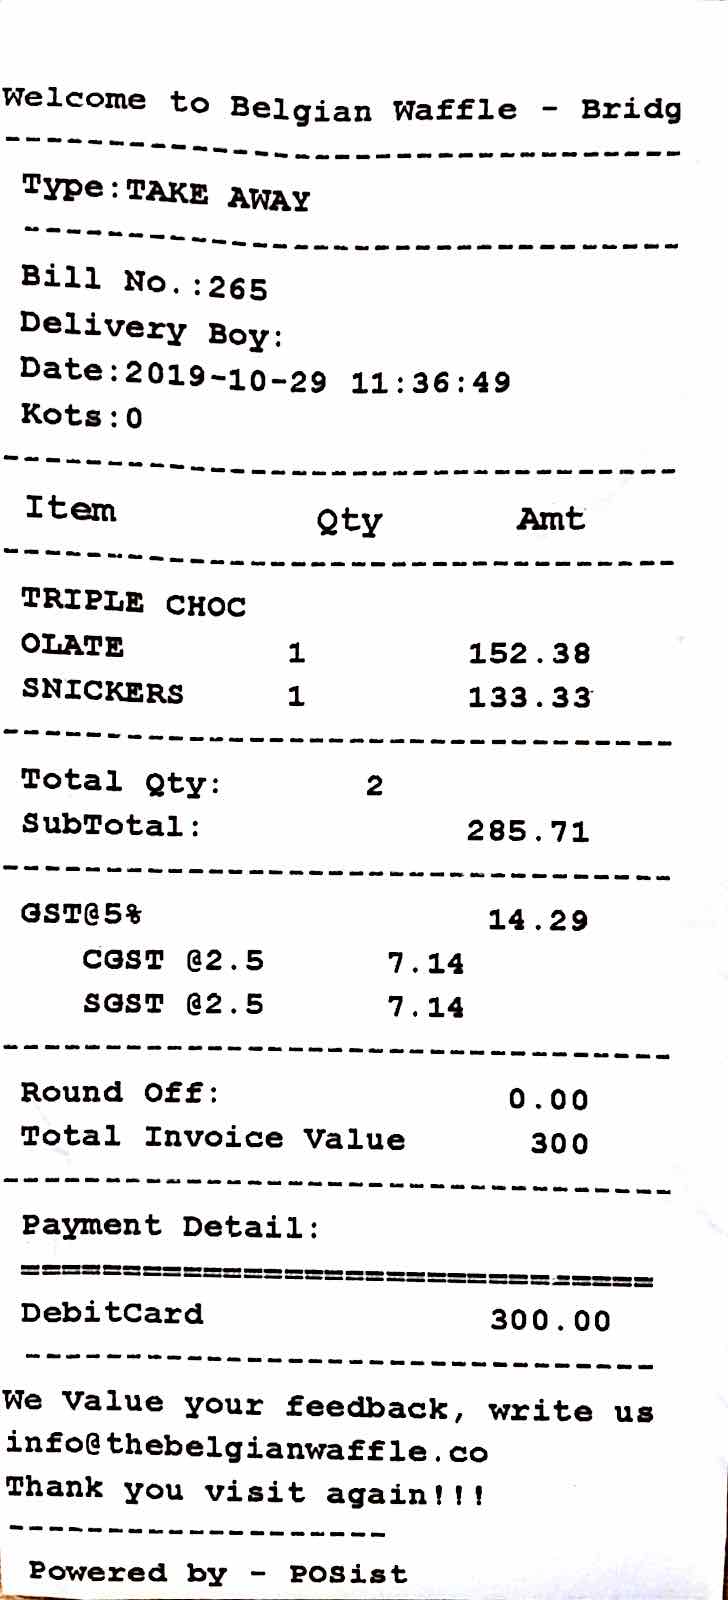 Welcome to Belgian Waffle - Bridg
Type:TAKE AWAY
Bill No.:265
Delivery Boy:
Date:2019-10-29 11:36:49
Kots:0
Item Qty Amt
TRIPLE CHOC
OLATE 1 152.38
SNICKERS 1 133.33
Total Qty: 2
SubTotal: 285.71
GST@5% 14.29
CGST @2.5 7.14
SGST @2.5 7.14
Round Off: 0.00
Total Invoice Value 300
Payment Detail:
DebitCard 300.00
We Value your feedback, write us
info@thebelgianwaffle.co
Thank you visit again!!!
Powered by - POSist